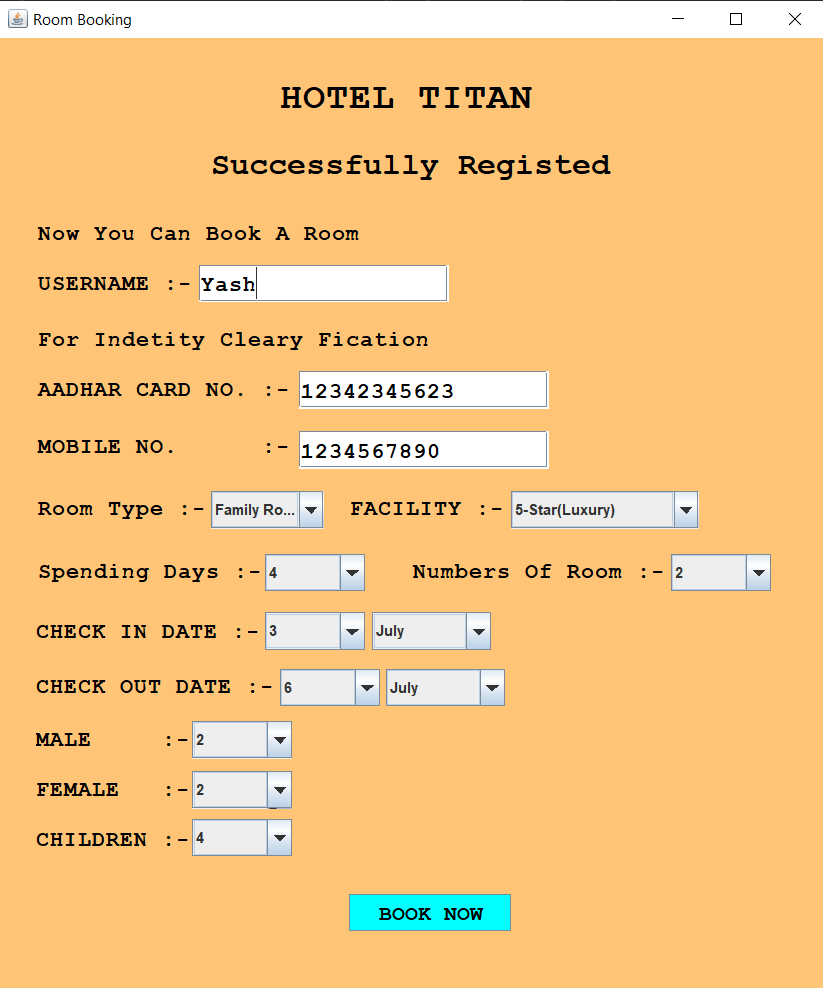 Room Booking
HOTEL TITAN
Successfully Registed
Now You Can Book A Room
USERNAME :- Yash
For Indetity Cleary Fication
AADHAR CARD NO. :- 12342345623
MOBILE NO. :- 1234567890
Room Type :- Family Ro... FACILITY :- 5-Star(Luxury)
Spending Days :- 4 Numbers Of Room :- 2
CHECK IN DATE :- 3 July
CHECK OUT DATE :- 6 July
MALE :- 2
FEMALE :- 2
CHILDREN :- 4
BOOK NOW